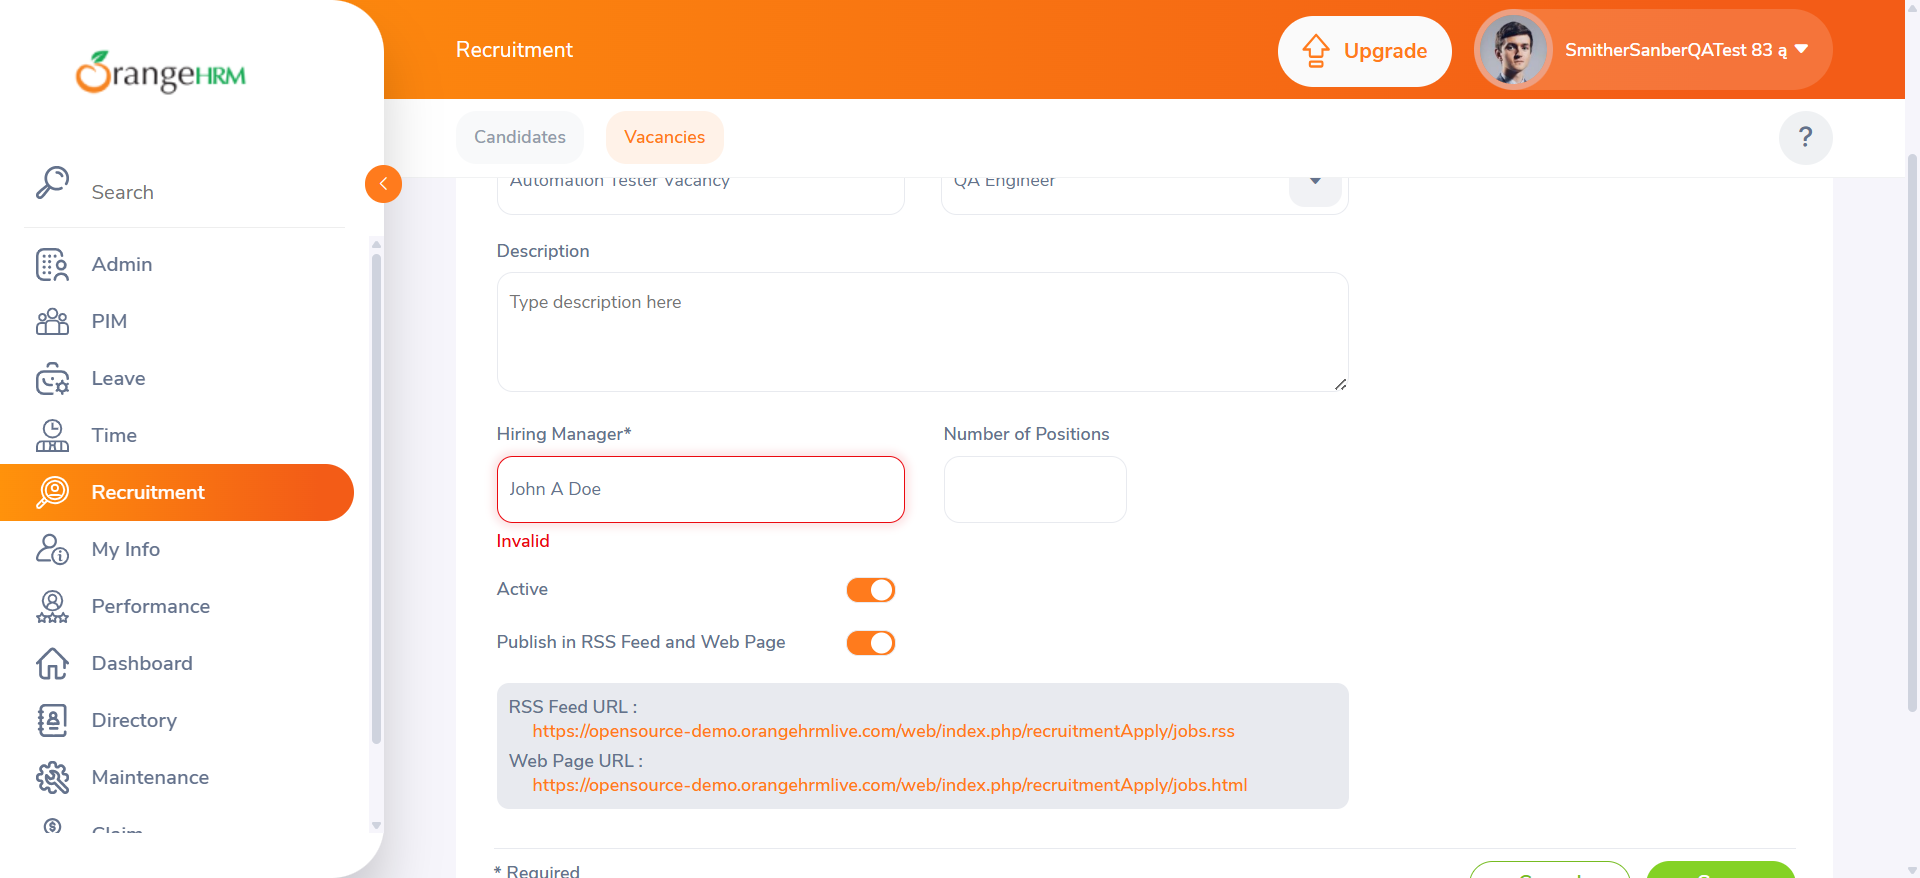 OrangeHRM
Recruitment
Upgrade
SmitherSanberQATest 83 ą
Candidates
Vacancies
?
Search
Admin
PIM
Leave
Time
Recruitment
My Info
Performance
Dashboard
Directory
Maintenance
Claim
Automation Tester Vacancy
QA Engineer
Description
Type description here
Hiring Manager*
Number of Positions
John A Doe
Invalid
Active
Publish in RSS Feed and Web Page
RSS Feed URL :
https://opensource-demo.orangehrmlive.com/web/index.php/recruitmentApply/jobs.rss
Web Page URL :
https://opensource-demo.orangehrmlive.com/web/index.php/recruitmentApply/jobs.html
* Required